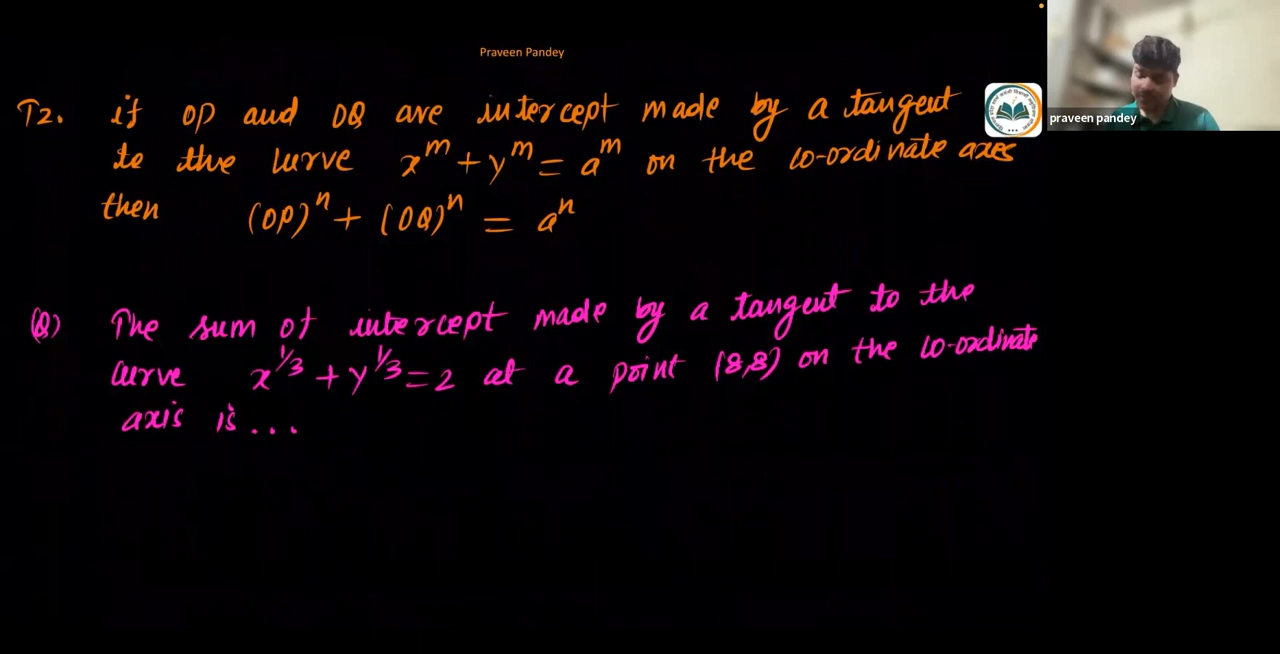 Praveen Pandey
praveen pandey
T2. if OP and OQ are intercept made by a tangent
to the curve x^m + y^m = a^m on the co-ordinate axes
then (OP)^n + (OQ)^n = a^n
(Q) The sum of intercept made by a tangent to the
curve x^1/3 + y^1/3 = 2 at a point (8,8) on the co-ordinate
axis is...